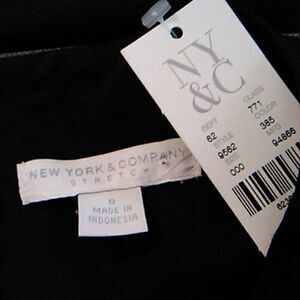 NY
&C
DEPT CLASS
62 771
STYLE COLOR
9562 385
SIZE MFG
000 94866
NEW YORK & COMPANY
STRETCH
0
MADE IN
INDONESIA